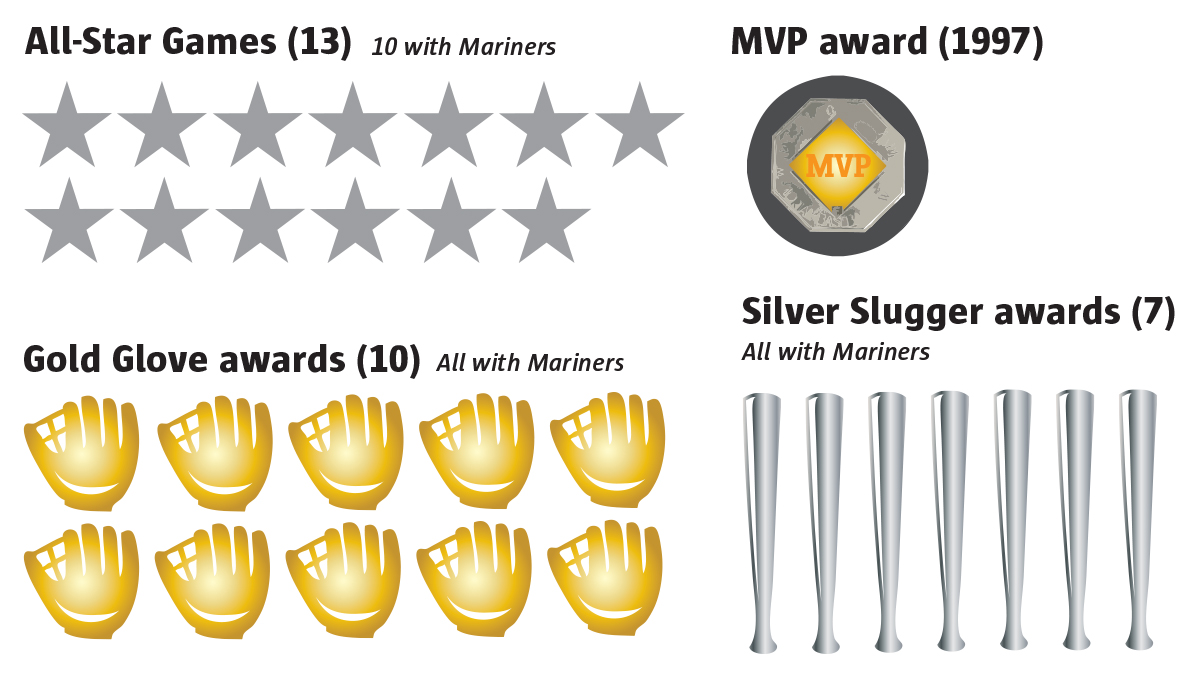 All-Star Games (13) 10 with Mariners
MVP award (1997)
MVP
Silver Slugger awards (7)
All with Mariners
Gold Glove awards (10) All with Mariners